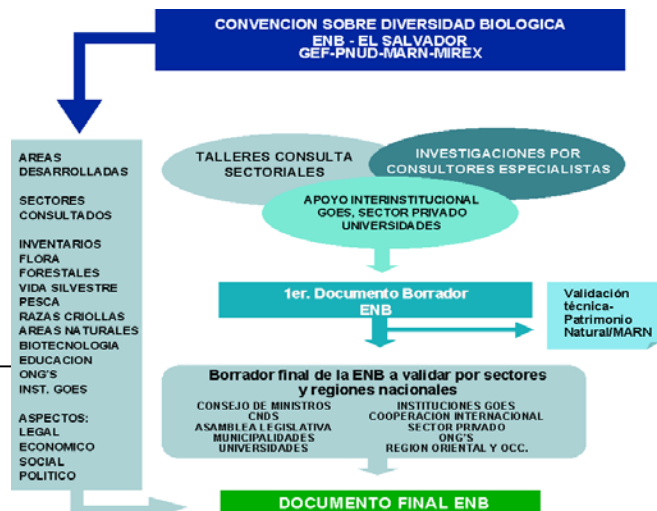 CONVENCION SOBRE DIVERSIDAD BIOLOGICA
ENB - EL SALVADOR
GEF-PNUD-MARN-MIREX
AREAS
DESARROLLADAS
SECTORES
CONSULTADOS
INVENTARIOS
FLORA
FORESTALES
VIDA SILVESTRE
PESCA
RAZAS CRIOLLAS
AREAS NATURALES
BIOTECNOLOGIA
EDUCACION
ONG'S
INST. GOES
ASPECTOS:
LEGAL
ECONOMICO
SOCIAL
POLITICO
TALLERES CONSULTA
SECTORIALES
INVESTIGACIONES POR
CONSULTORES ESPECIALISTAS
APOYO INTERINSTITUCIONAL
GOES, SECTOR PRIVADO
UNIVERSIDADES
1er. Documento Borrador
ENB
Validación
técnica-
Patrimonio
Natural/MARN
Borrador final de la ENB a validar por sectores
y regiones nacionales
CONSEJO DE MINISTROS
CNDS
ASAMBLEA LEGISLATIVA
MUNICIPALIDADES
UNIVERSIDADES
INSTITUCIONES GOES
COOPERACION INTERNACIONAL
SECTOR PRIVADO
ONG'S
REGION ORIENTAL Y OCC.
DOCUMENTO FINAL ENB